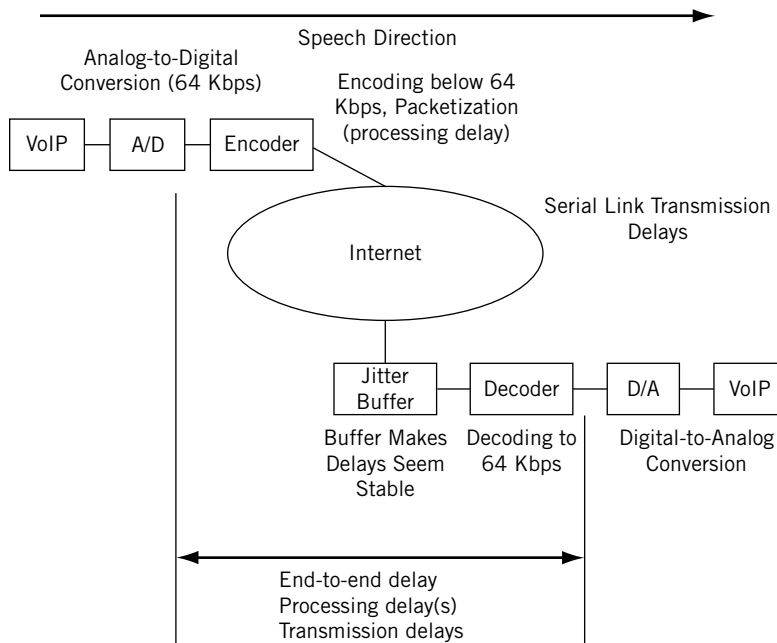 Speech Direction
Analog-to-Digital
Conversion (64 Kbps)
Encoding below 64
Kbps, Packetization
(processing delay)
VoIP
A/D
Encoder
Serial Link Transmission
Delays
Internet
Jitter
Buffer
Decoder
D/A
VoIP
Buffer Makes
Delays Seem
Stable
Decoding to
64 Kbps
Digital-to-Analog
Conversion
End-to-end delay
Processing delay(s)
Transmission delays